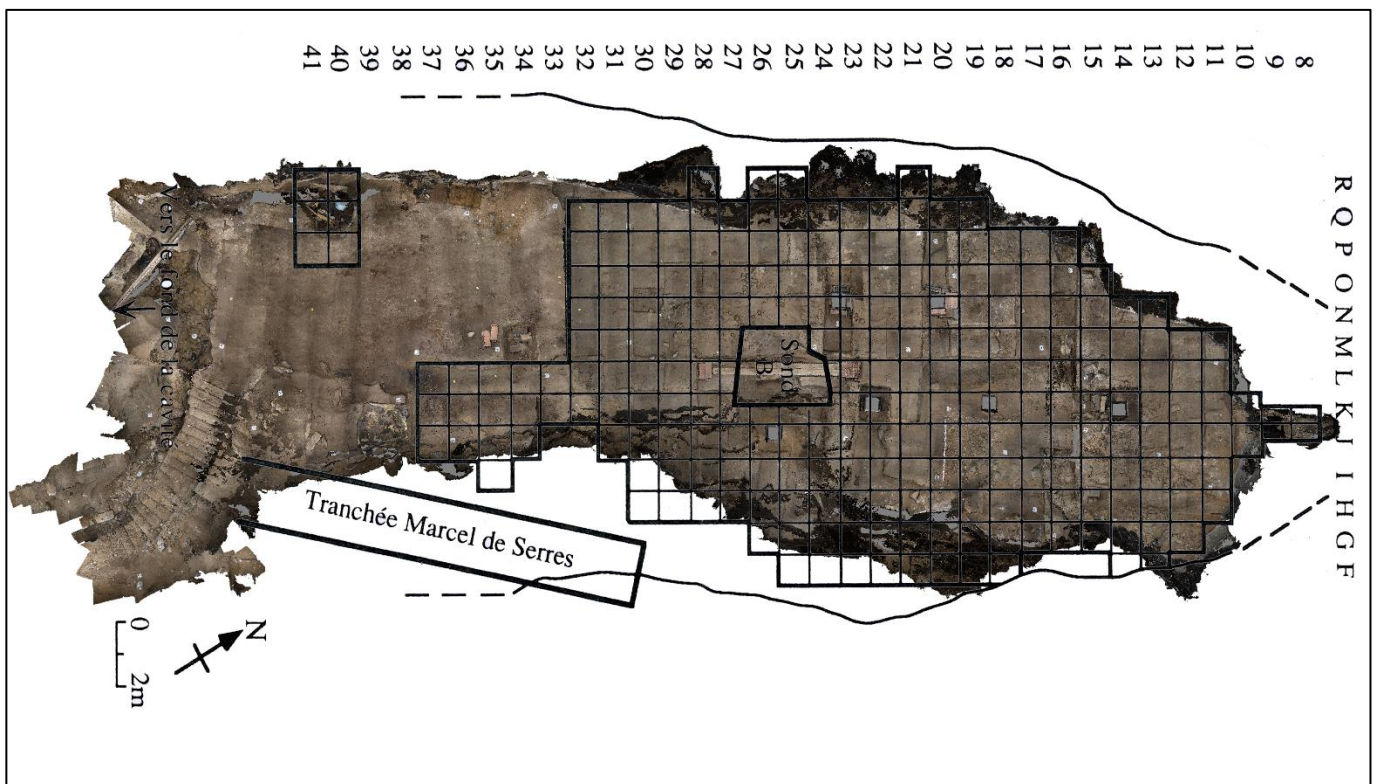 41 40 39 38 37 36 35 34 33 32 31 30 29 28 27 26 25 24 23 22 21 20 19 18 17 16 15 14 13 12 11 10 9 8
R Q P O N M L K J I H G F
Vers le fond de la cavité
Sond
B.
Tranchée Marcel de Serres
N
0 2m